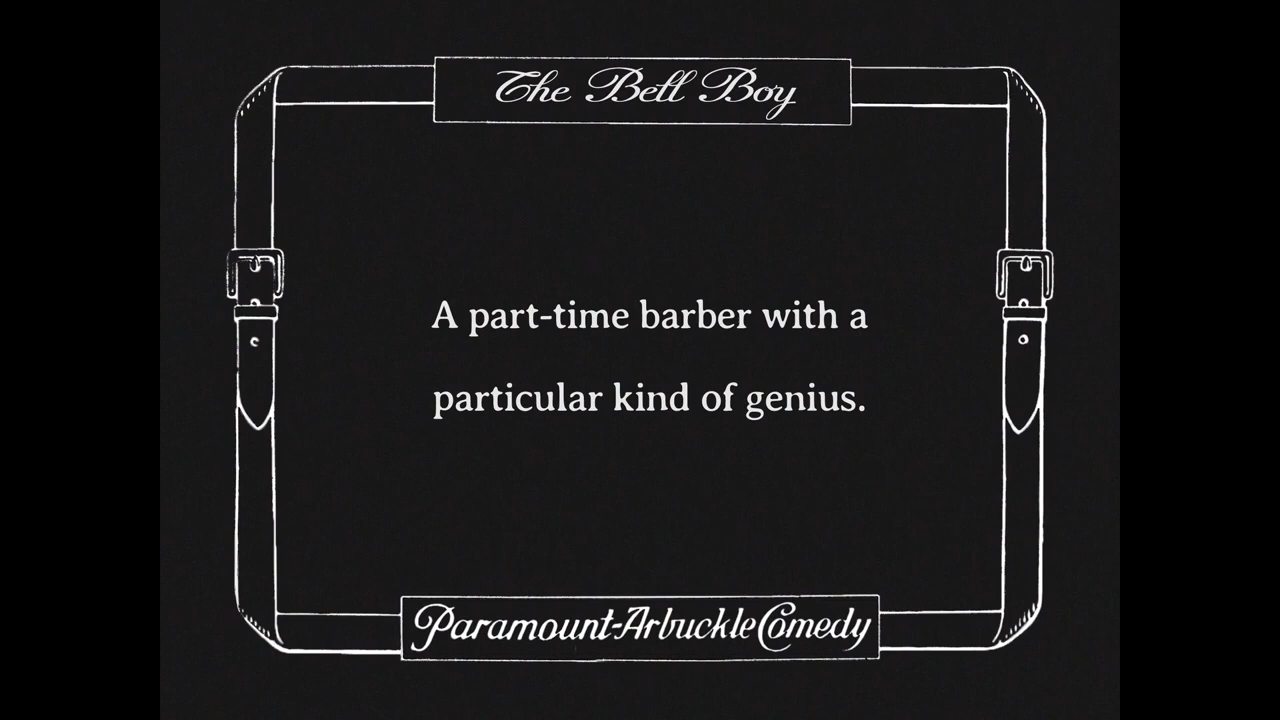 The Bell Boy
A part-time barber with a
particular kind of genius.
Paramount-Arbuckle Comedy